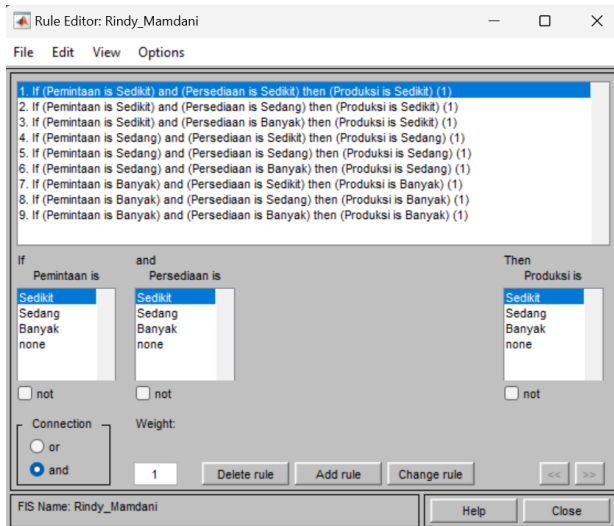 Rule Editor: Rindy_Mamdani
File Edit View Options
1. If (Pemintaan is Sedikit) and (Persediaan is Sedikit) then (Produksi is Sedikit) (1)
2. If (Pemintaan is Sedikit) and (Persediaan is Sedang) then (Produksi is Sedikit) (1)
3. If (Pemintaan is Sedikit) and (Persediaan is Banyak) then (Produksi is Sedikit) (1)
4. If (Pemintaan is Sedang) and (Persediaan is Sedikit) then (Produksi is Sedang) (1)
5. If (Pemintaan is Sedang) and (Persediaan is Sedang) then (Produksi is Sedang) (1)
6. If (Pemintaan is Sedang) and (Persediaan is Banyak) then (Produksi is Sedang) (1)
7. If (Pemintaan is Banyak) and (Persediaan is Sedikit) then (Produksi is Banyak) (1)
8. If (Pemintaan is Banyak) and (Persediaan is Sedang) then (Produksi is Banyak) (1)
9. If (Pemintaan is Banyak) and (Persediaan is Banyak) then (Produksi is Banyak) (1)
If and Then
Pemintaan is Persediaan is Produksi is
Sedikit Sedikit Sedikit
Sedang Sedang Sedang
Banyak Banyak Banyak
none none none
not not not
Connection Weight:
or
and 1 Delete rule Add rule Change rule << >>
FIS Name: Rindy_Mamdani Help Close